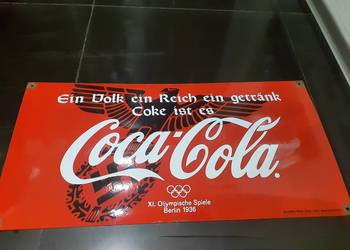 Ein Volk ein Reich ein getränk
Coke ist es
Coca-Cola
XI. Olympische Spiele
Berlin 1936